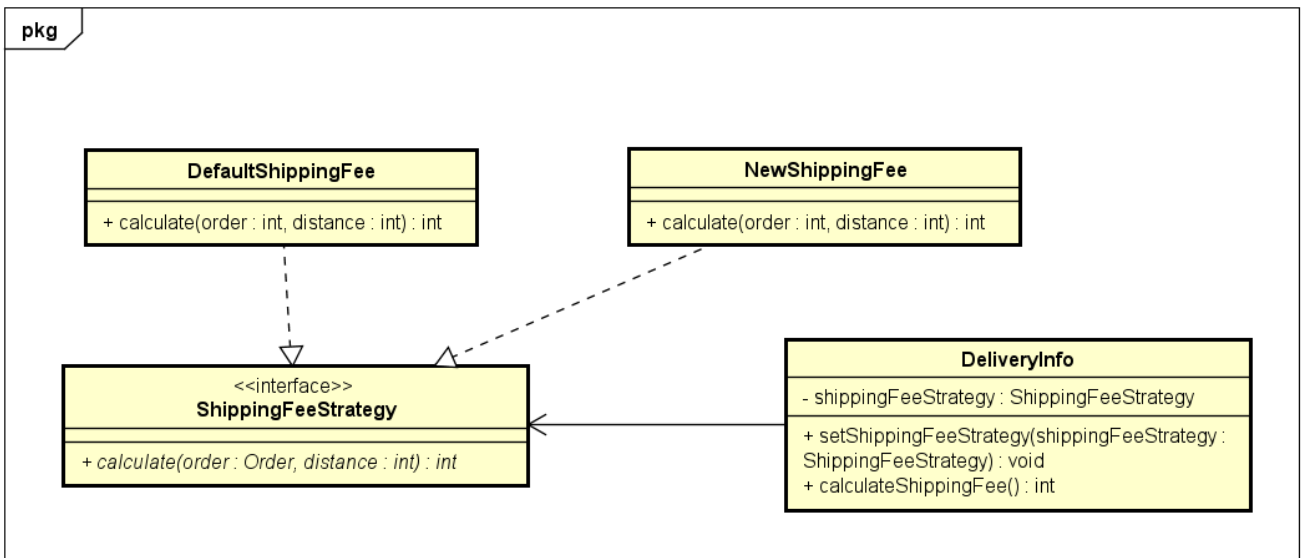 pkg
DefaultShippingFee
+ calculate(order : int, distance : int) : int
NewShippingFee
+ calculate(order : int, distance : int) : int
<<interface>>
ShippingFeeStrategy
+ calculate(order : Order, distance : int) : int
DeliveryInfo
- shippingFeeStrategy : ShippingFeeStrategy
+ setShippingFeeStrategy(shippingFeeStrategy :
ShippingFeeStrategy) : void
+ calculateShippingFee() : int